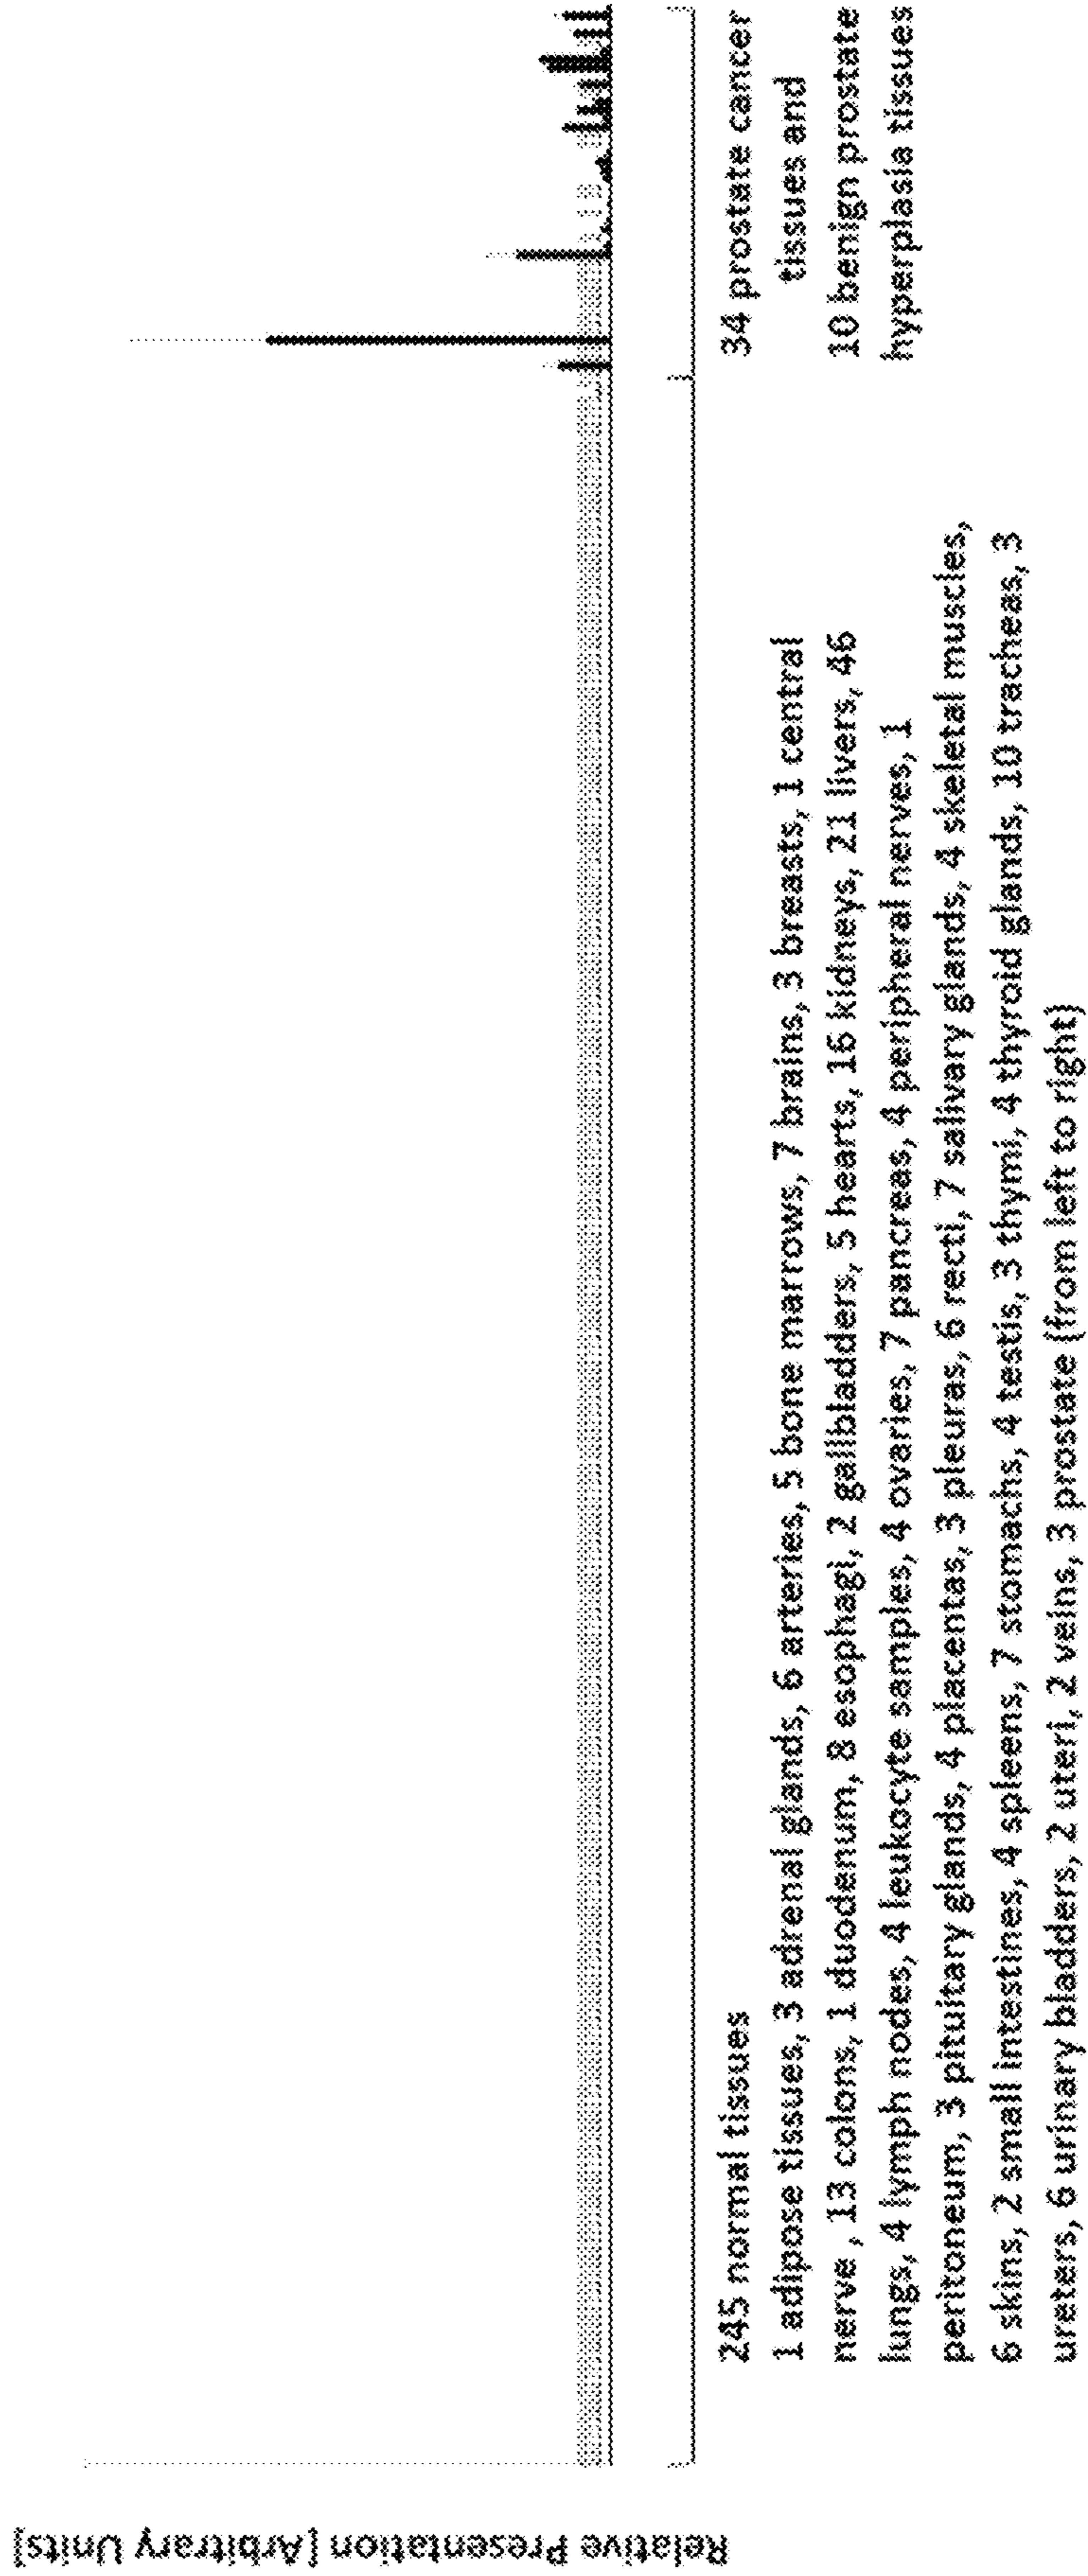 Relative Presentation [Arbitrary Units]
245 normal tissues
1 adipose tissues, 3 adrenal glands, 6 arteries, 5 bone marrows, 7 brains, 3 breasts, 1 central
nerve , 13 colons, 1 duodenum, 8 esophagi, 2 gallbladders, 5 hearts, 16 kidneys, 21 livers, 46
lungs, 4 lymph nodes, 4 leukocyte samples, 4 ovaries, 7 pancreas, 4 peripheral nerves, 1
peritoneum, 3 pituitary glands, 4 placentas, 3 pleuras, 6 recti, 7 salivary glands, 4 skeletal muscles,
6 skins, 2 small intestines, 4 spleens, 7 stomachs, 4 testis, 3 thymi, 4 thyroid glands, 10 tracheas, 3
ureters, 6 urinary bladders, 2 uteri, 2 veins, 3 prostate (from left to right)
34 prostate cancer
tissues and
10 benign prostate
hyperplasia tissues